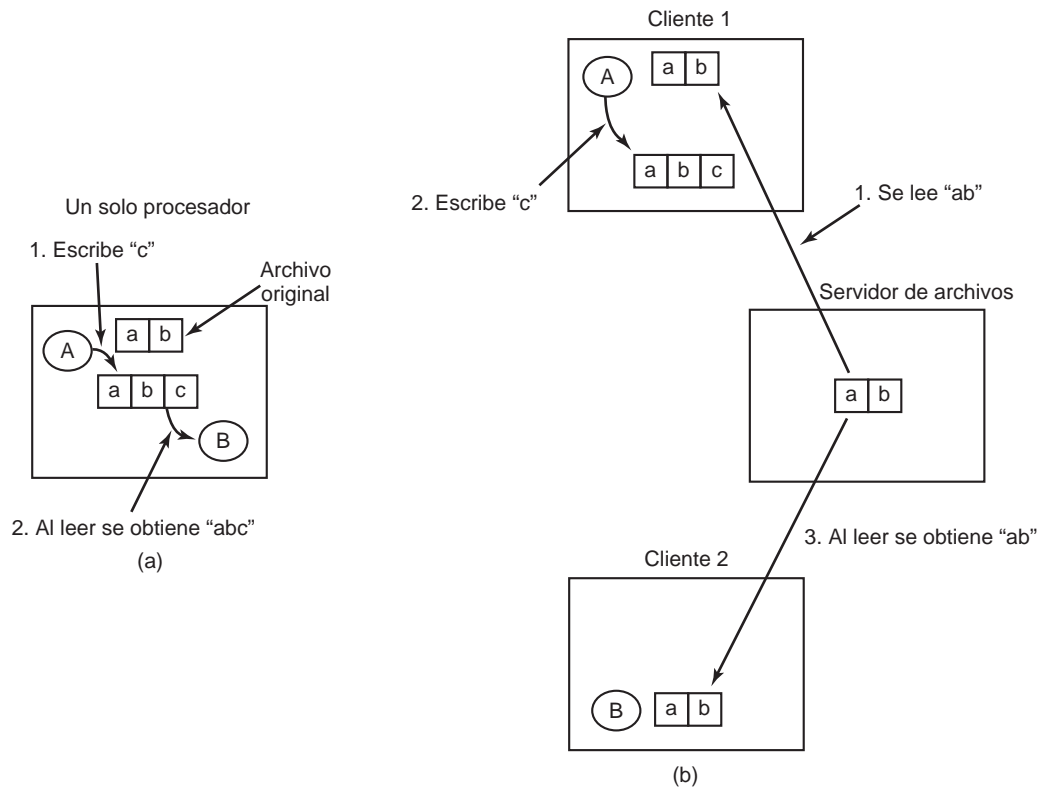 Un solo procesador
1. Escribe “c”
Archivo
original
a b
A
a b c
B
2. Al leer se obtiene “abc”
(a)
Cliente 1
A
a b
a b c
2. Escribe “c”
1. Se lee “ab”
Servidor de archivos
a b
3. Al leer se obtiene “ab”
Cliente 2
B
a b
(b)